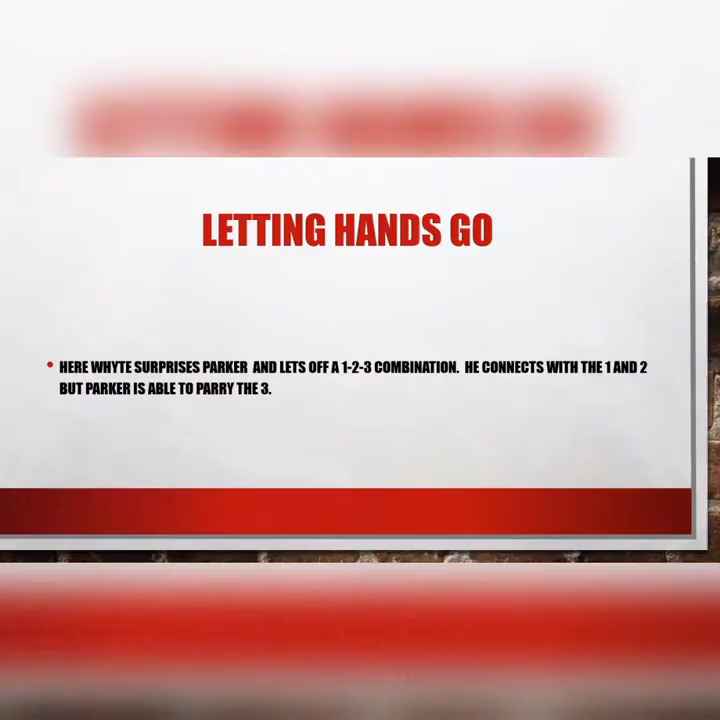 LETTING HANDS GO
• HERE WHYTE SURPRISES PARKER AND LETS OFF A 1-2-3 COMBINATION. HE CONNECTS WITH THE 1 AND 2
BUT PARKER IS ABLE TO PARRY THE 3.